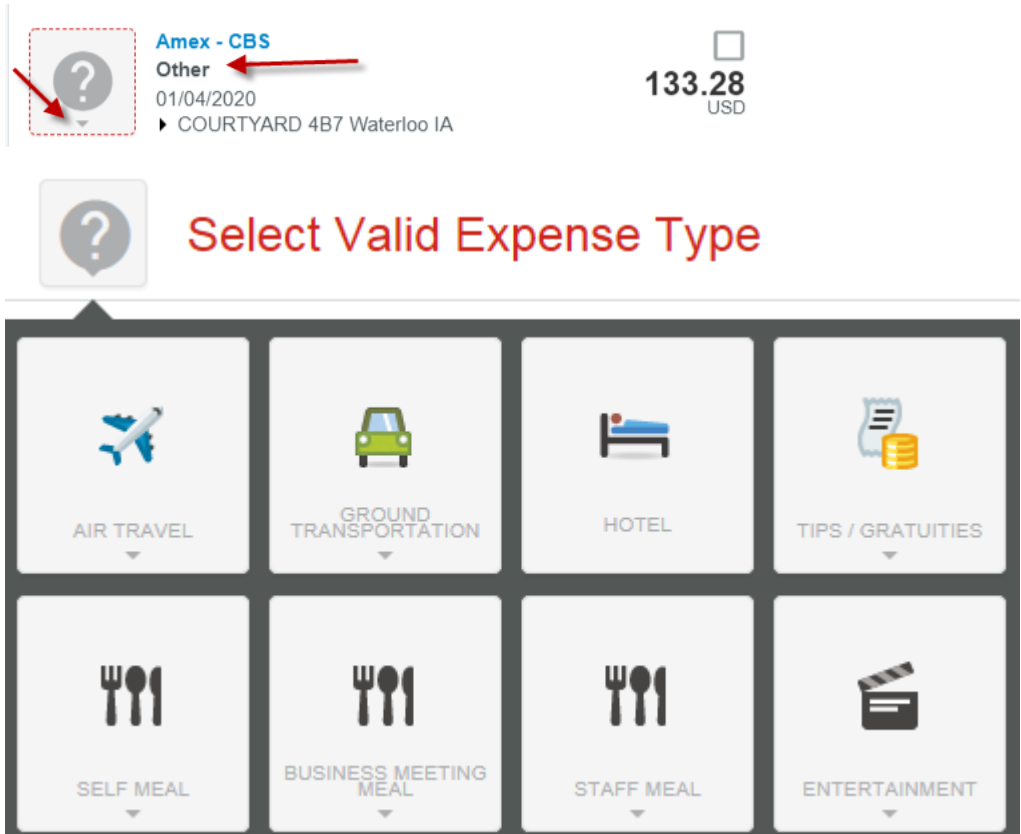 Amex - CBS
Other
01/04/2020
COURTYARD 4B7 Waterloo IA
133.28
USD
Select Valid Expense Type
AIR TRAVEL
GROUND
TRANSPORTATION
HOTEL
TIPS / GRATUITIES
SELF MEAL
BUSINESS MEETING
MEAL
STAFF MEAL
ENTERTAINMENT